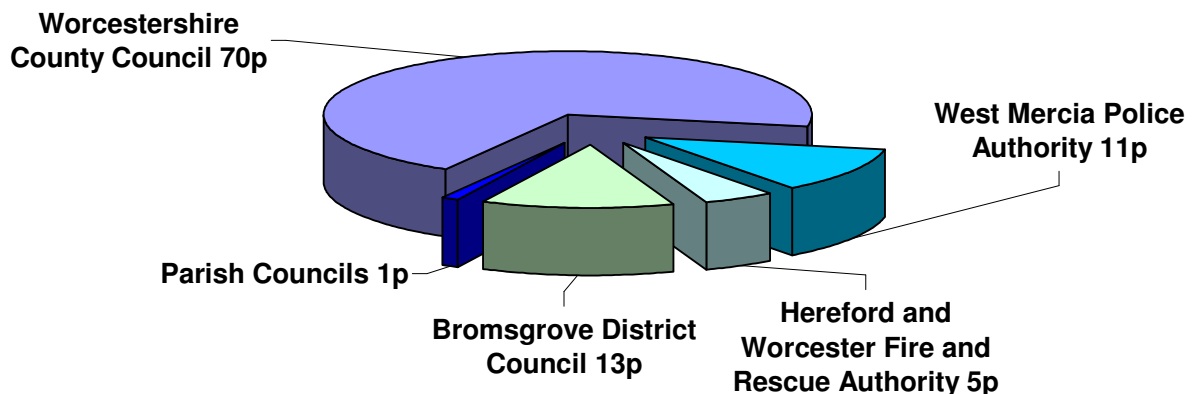 Worcestershire
County Council 70p
West Mercia Police
Authority 11p
Parish Councils 1p
Bromsgrove District
Council 13p
Hereford and
Worcester Fire and
Rescue Authority 5p